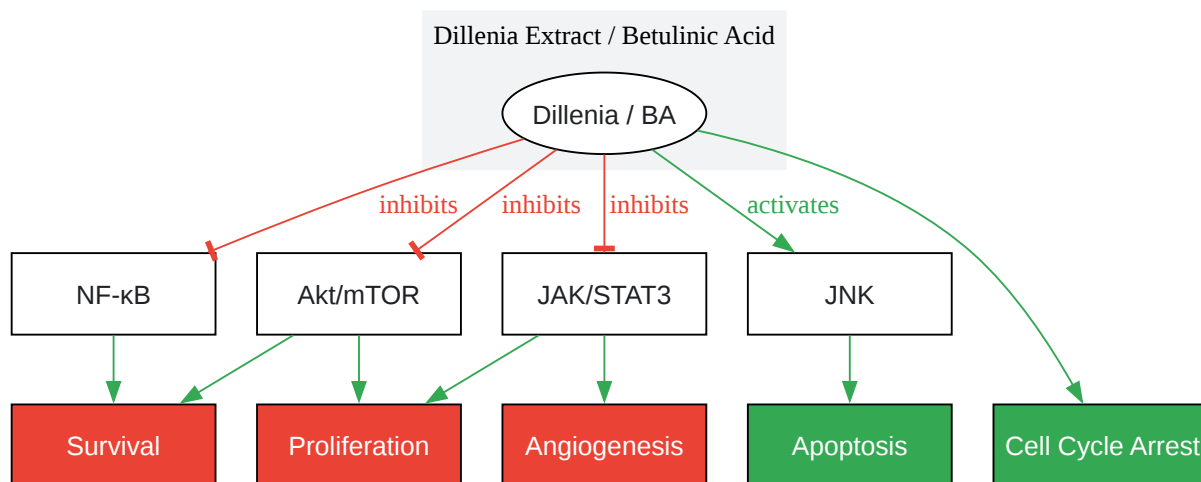 Dillenia Extract / Betulinic Acid
Dillenia / BA
inhibits
inhibits
inhibits
activates
NF-κB
Akt/mTOR
JAK/STAT3
JNK
Survival
Proliferation
Angiogenesis
Apoptosis
Cell Cycle Arrest